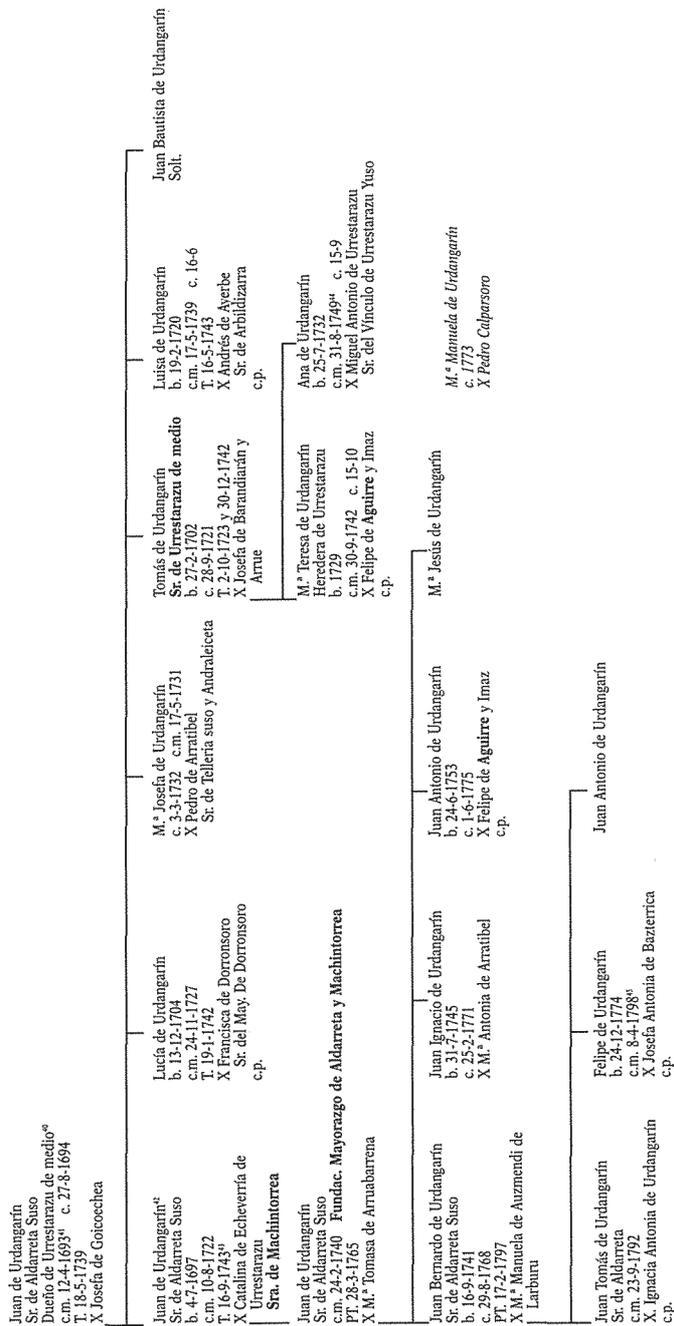 Juan de Urdangarín
Sr. de Aldarreta Suso
Dueño de Urrestarazu de medio⁴⁰
c.m. 12-4-1693⁴¹ c. 27-8-1694
T. 18-5-1739
X Josefa de Goicoechea
Juan de Urdangarín⁴²
Sr. de Aldarreta Suso
b. 4-7-1697
c.m. 10-8-1722
T. 16-9-1743⁴³
X Catalina de Echeverría de
Urrestarazu
Sra. de Machintorrea
Lucía de Urdangarín
b. 13-12-1704
c.m. 24-11-1727
T. 19-1-1742
X Francisca de Dorronsoro
Sr. del May. De Dorronsoro
c.p.
M.ª Josefa de Urdangarín
c. 3-3-1732 c.m. 17-5-1731
X Pedro de Arratibel
Sr. de Telleria suso y Andraleiceta
Tomás de Urdangarín
Sr. de Urrestarazu de medio
b. 27-2-1702
c. 28-9-1721
T. 2-10-1723 y 30-12-1742
X Josefa de Barandiarán y
Arrue
Luisa de Urdangarín
b. 19-2-1720
c.m. 17-5-1739 c. 16-6
T. 16-5-1743
X Andrés de Ayerbe
Sr. de Arbildizarra
c.p.
Juan Bautista de Urdangarín
Solt.
Juan de Urdangarín
Sr. de Aldarreta Suso
c.m. 24-2-1740 Fundac. Mayorazgo de Aldarreta y Machintorrea
PT. 28-3-1765
X M.ª Tomasa de Arruabarrena
M.ª Teresa de Urdangarín
Heredera de Urrestarazu
b. 1729
c.m. 30-9-1742 c. 15-10
X Felipe de Aguirre y Imaz
c.p.
Ana de Urdangarín
b. 25-7-1732
c.m. 31-8-1749⁴⁴ c. 15-9
X Miguel Antonio de Urrestarazu
Sr. del Vínculo de Urrestarazu Yuso
Juan Bernardo de Urdangarín
Sr. de Aldarreta Suso
b. 16-9-1741
c. 29-8-1768
PT. 17-2-1797
X M.ª Manuela de Auzmendi de
Larburu
Juan Ignacio de Urdangarín
b. 31-7-1745
c. 25-2-1771
X M.ª Antonia de Arratibel
Juan Antonio de Urdangarín
b. 24-6-1753
c. 1-6-1775
X Felipe de Aguirre y Imaz
c.p.
M.ª Jesús de Urdangarín
M.ª Manuela de Urdangarín
c. 1773
X Pedro Calparsoro
Juan Tomás de Urdangarín
Sr. de Aldarreta
c.m. 23-9-1792
X. Ignacia Antonia de Urdangarín
c.p.
Felipe de Urdangarín
b. 24-12-1774
c.m. 8-4-1798⁴⁵
X Josefa Antonia de Bazterrica
c.p.
Juan Antonio de Urdangarín